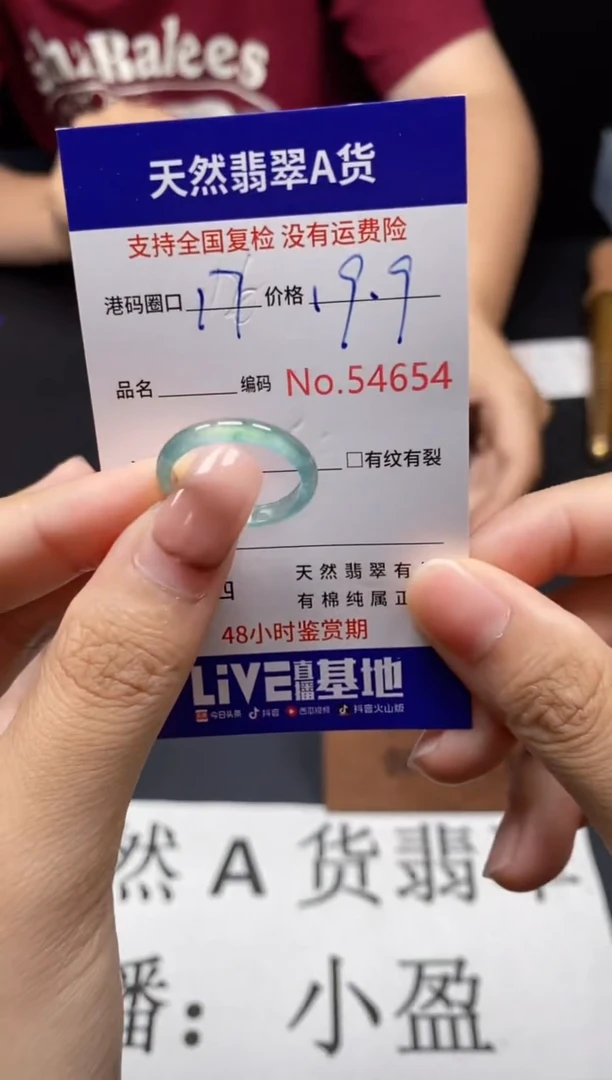 haRalees
天然翡翠A货
支持全国复检 没有运费险
港码圈口 17 价格 19.9
品名 编码 No.54654
□有纹有裂
天然翡翠有
有棉纯属正
48小时鉴赏期
LiVE直播基地
今日头条 抖音 西瓜视频 抖音火山版
然A货翡
播：小盈